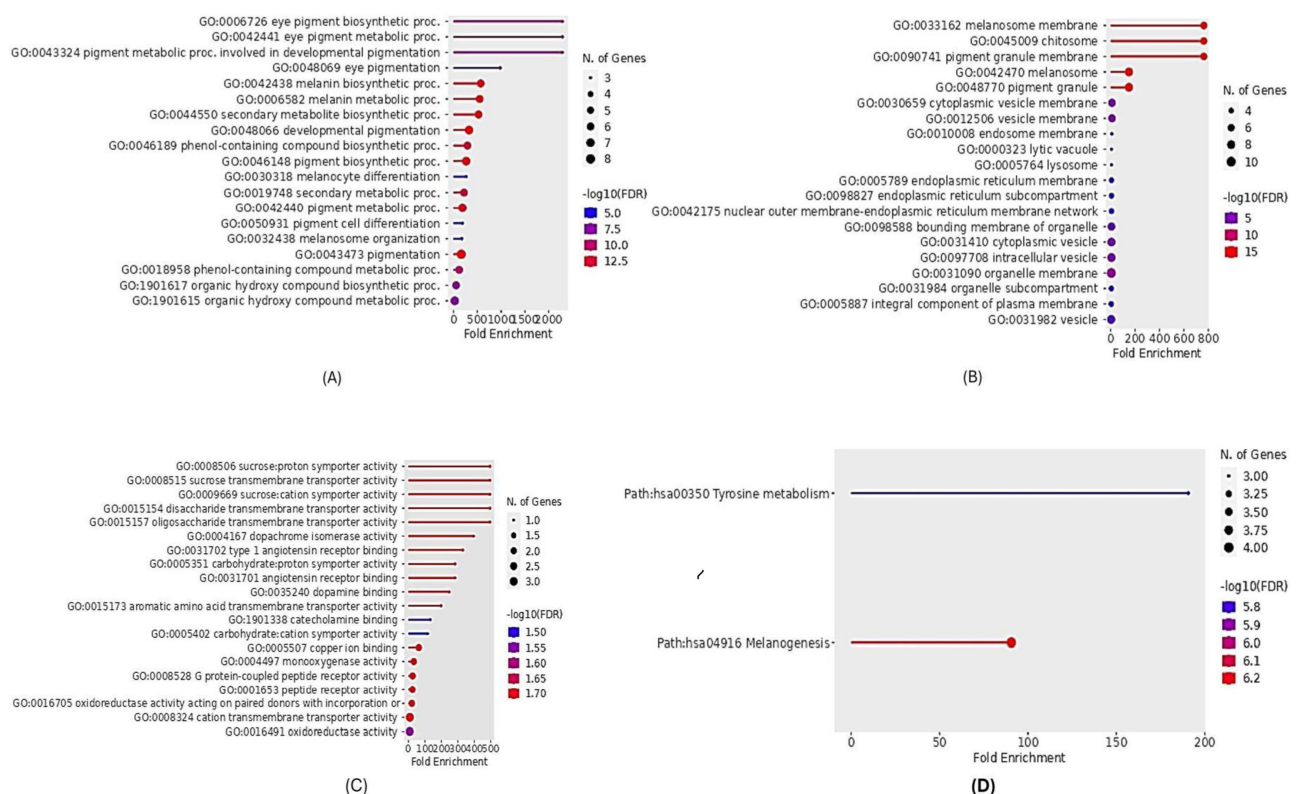 GO:0006726 eye pigment biosynthetic proc.
GO:0042441 eye pigment metabolic proc.
GO:0043324 pigment metabolic proc. involved in developmental pigmentation
GO:0048069 eye pigmentation
GO:0042438 melanin biosynthetic proc.
GO:0006582 melanin metabolic proc.
GO:0044550 secondary metabolite biosynthetic proc.
GO:0048066 developmental pigmentation
GO:0046189 phenol-containing compound biosynthetic proc.
GO:0046148 pigment biosynthetic proc.
GO:0030318 melanocyte differentiation
GO:0019748 secondary metabolic proc.
GO:0042440 pigment metabolic proc.
GO:0050931 pigment cell differentiation
GO:0032438 melanosome organization
GO:0043473 pigmentation
GO:0018958 phenol-containing compound metabolic proc.
GO:1901617 organic hydroxy compound biosynthetic proc.
GO:1901615 organic hydroxy compound metabolic proc.
0 500 1000 1500 2000
Fold Enrichment
N. of Genes
3
4
5
6
7
8
-log10(FDR)
5.0
7.5
10.0
12.5
(A)
GO:0033162 melanosome membrane
GO:0045009 chitosome
GO:0090741 pigment granule membrane
GO:0042470 melanosome
GO:0048770 pigment granule
GO:0030659 cytoplasmic vesicle membrane
GO:0012506 vesicle membrane
GO:0010008 endosome membrane
GO:0000323 lytic vacuole
GO:0005764 lysosome
GO:0005789 endoplasmic reticulum membrane
GO:0098827 endoplasmic reticulum subcompartment
GO:0042175 nuclear outer membrane-endoplasmic reticulum membrane network
GO:0098588 bounding membrane of organelle
GO:0031410 cytoplasmic vesicle
GO:0097708 intracellular vesicle
GO:0031090 organelle membrane
GO:0031984 organelle subcompartment
GO:0005887 integral component of plasma membrane
GO:0031982 vesicle
0 200 400 600 800
Fold Enrichment
N. of Genes
4
6
8
10
-log10(FDR)
5
10
15
(B)
GO:0008506 sucrose:proton symporter activity
GO:0008515 sucrose transmembrane transporter activity
GO:0009669 sucrose:cation symporter activity
GO:0015154 disaccharide transmembrane transporter activity
GO:0015157 oligosaccharide transmembrane transporter activity
GO:0004167 dopachrome isomerase activity
GO:0031702 type 1 angiotensin receptor binding
GO:0005351 carbohydrate:proton symporter activity
GO:0031701 angiotensin receptor binding
GO:0035240 dopamine binding
GO:0015173 aromatic amino acid transmembrane transporter activity
GO:1901338 catecholamine binding
GO:0005402 carbohydrate:cation symporter activity
GO:0005507 copper ion binding
GO:0004497 monooxygenase activity
GO:0008528 G protein-coupled peptide receptor activity
GO:0001653 peptide receptor activity
GO:0016705 oxidoreductase activity acting on paired donors with incorporation or
GO:0008324 cation transmembrane transporter activity
GO:0016491 oxidoreductase activity
0 100 200 300 400 500
Fold Enrichment
N. of Genes
1.0
1.5
2.0
2.5
3.0
-log10(FDR)
1.50
1.55
1.60
1.65
1.70
(C)
Path:hsa00350 Tyrosine metabolism
Path:hsa04916 Melanogenesis
0 50 100 150 200
Fold Enrichment
N. of Genes
3.00
3.25
3.50
3.75
4.00
-log10(FDR)
5.8
5.9
6.0
6.1
6.2
(D)